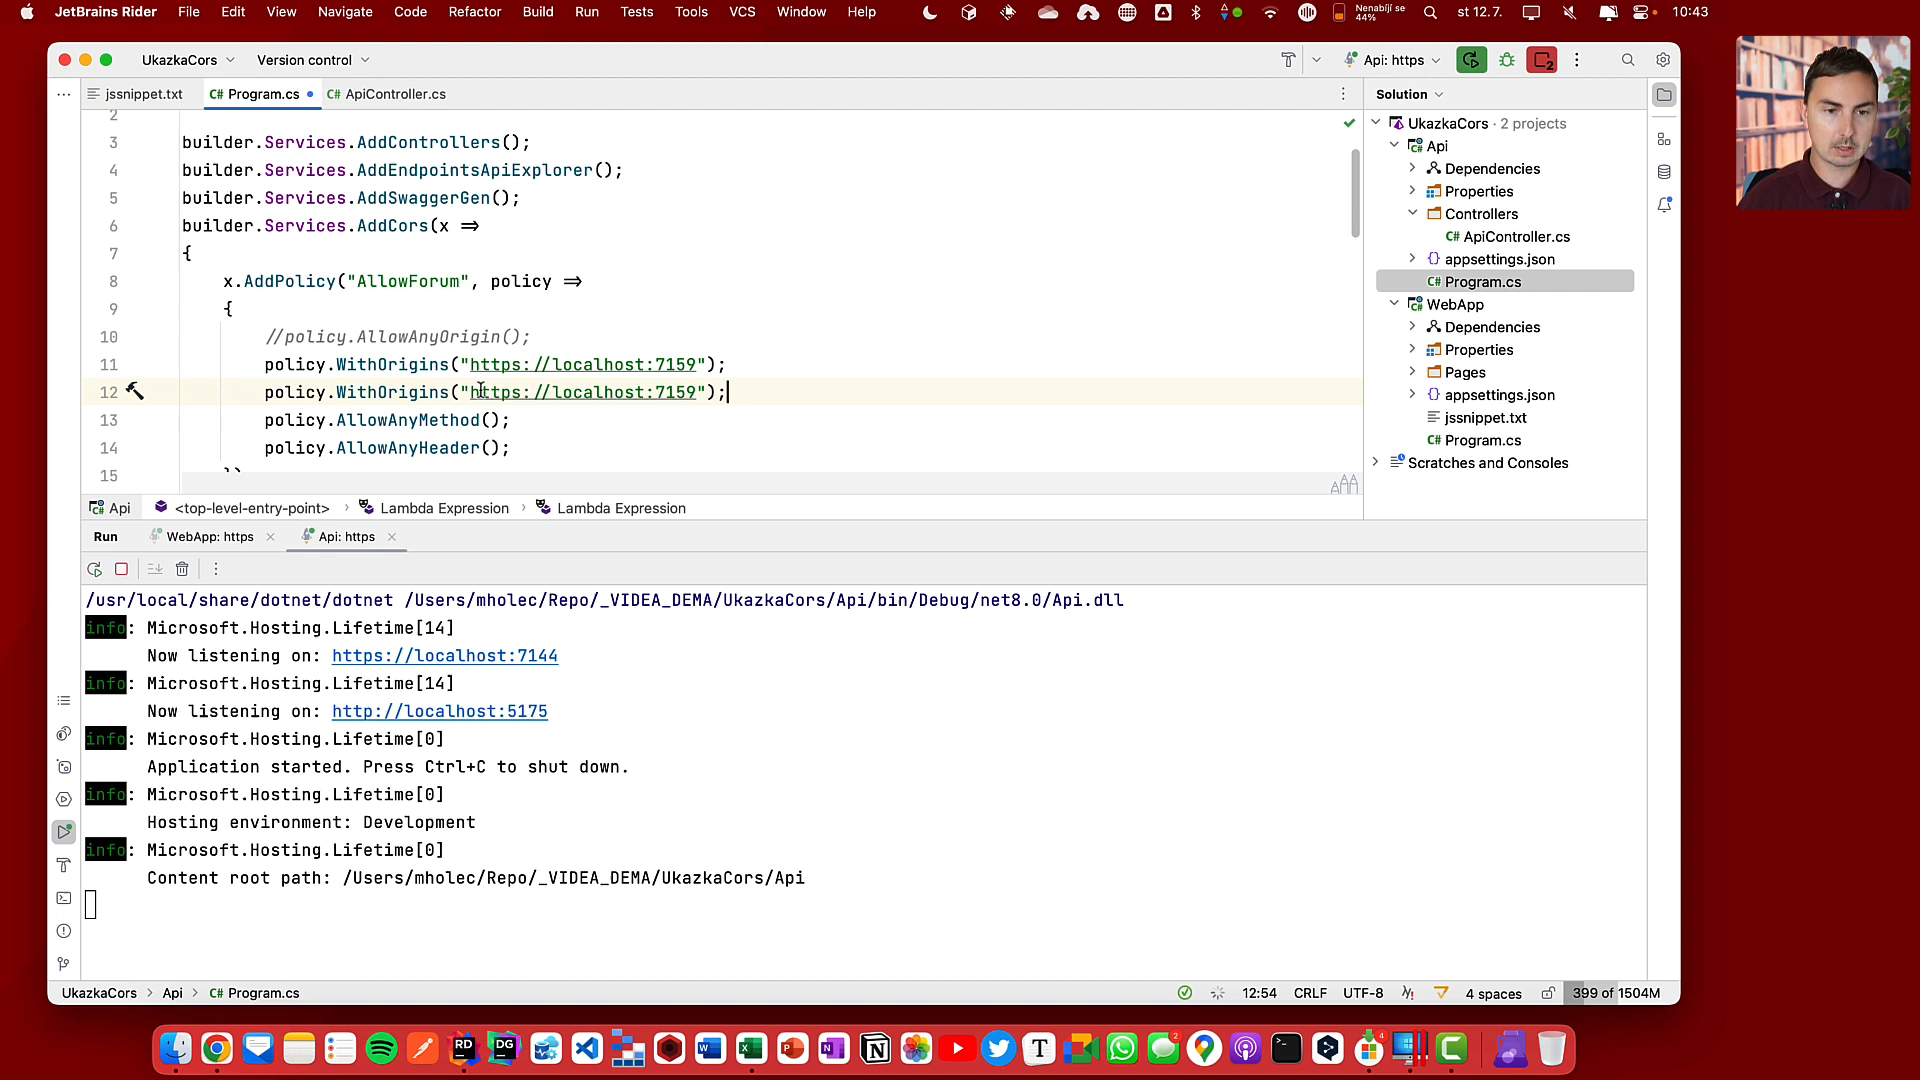 JetBrains Rider File Edit View Navigate Code Refactor Build Run Tests Tools VCS Window Help Nenabíjí se 44% st 12.7. 10:43
UkazkaCors Version control Api: https 2
jssnippet.txt C# Program.cs C# ApiController.cs
2
3 builder.Services.AddControllers();
4 builder.Services.AddEndpointsApiExplorer();
5 builder.Services.AddSwaggerGen();
6 builder.Services.AddCors(x =>
7 {
8 x.AddPolicy("AllowForum", policy =>
9 {
10 //policy.AllowAnyOrigin();
11 policy.WithOrigins("https://localhost:7159");
12 policy.WithOrigins("https://localhost:7159");
13 policy.AllowAnyMethod();
14 policy.AllowAnyHeader();
15 })
Solution
UkazkaCors · 2 projects
C# Api
Dependencies
Properties
Controllers
C# ApiController.cs
{} appsettings.json
C# Program.cs
C# WebApp
Dependencies
Properties
Pages
{} appsettings.json
jssnippet.txt
C# Program.cs
Scratches and Consoles
C# Api <top-level-entry-point> Lambda Expression Lambda Expression
Run WebApp: https Api: https
/usr/local/share/dotnet/dotnet /Users/mholec/Repo/_VIDEA_DEMA/UkazkaCors/Api/bin/Debug/net8.0/Api.dll
info: Microsoft.Hosting.Lifetime[14]
Now listening on: https://localhost:7144
info: Microsoft.Hosting.Lifetime[14]
Now listening on: http://localhost:5175
info: Microsoft.Hosting.Lifetime[0]
Application started. Press Ctrl+C to shut down.
info: Microsoft.Hosting.Lifetime[0]
Hosting environment: Development
info: Microsoft.Hosting.Lifetime[0]
Content root path: /Users/mholec/Repo/_VIDEA_DEMA/UkazkaCors/Api
UkazkaCors Api C# Program.cs 12:54 CRLF UTF-8 4 spaces 399 of 1504M
RD DG W X P N N T 2 4 C